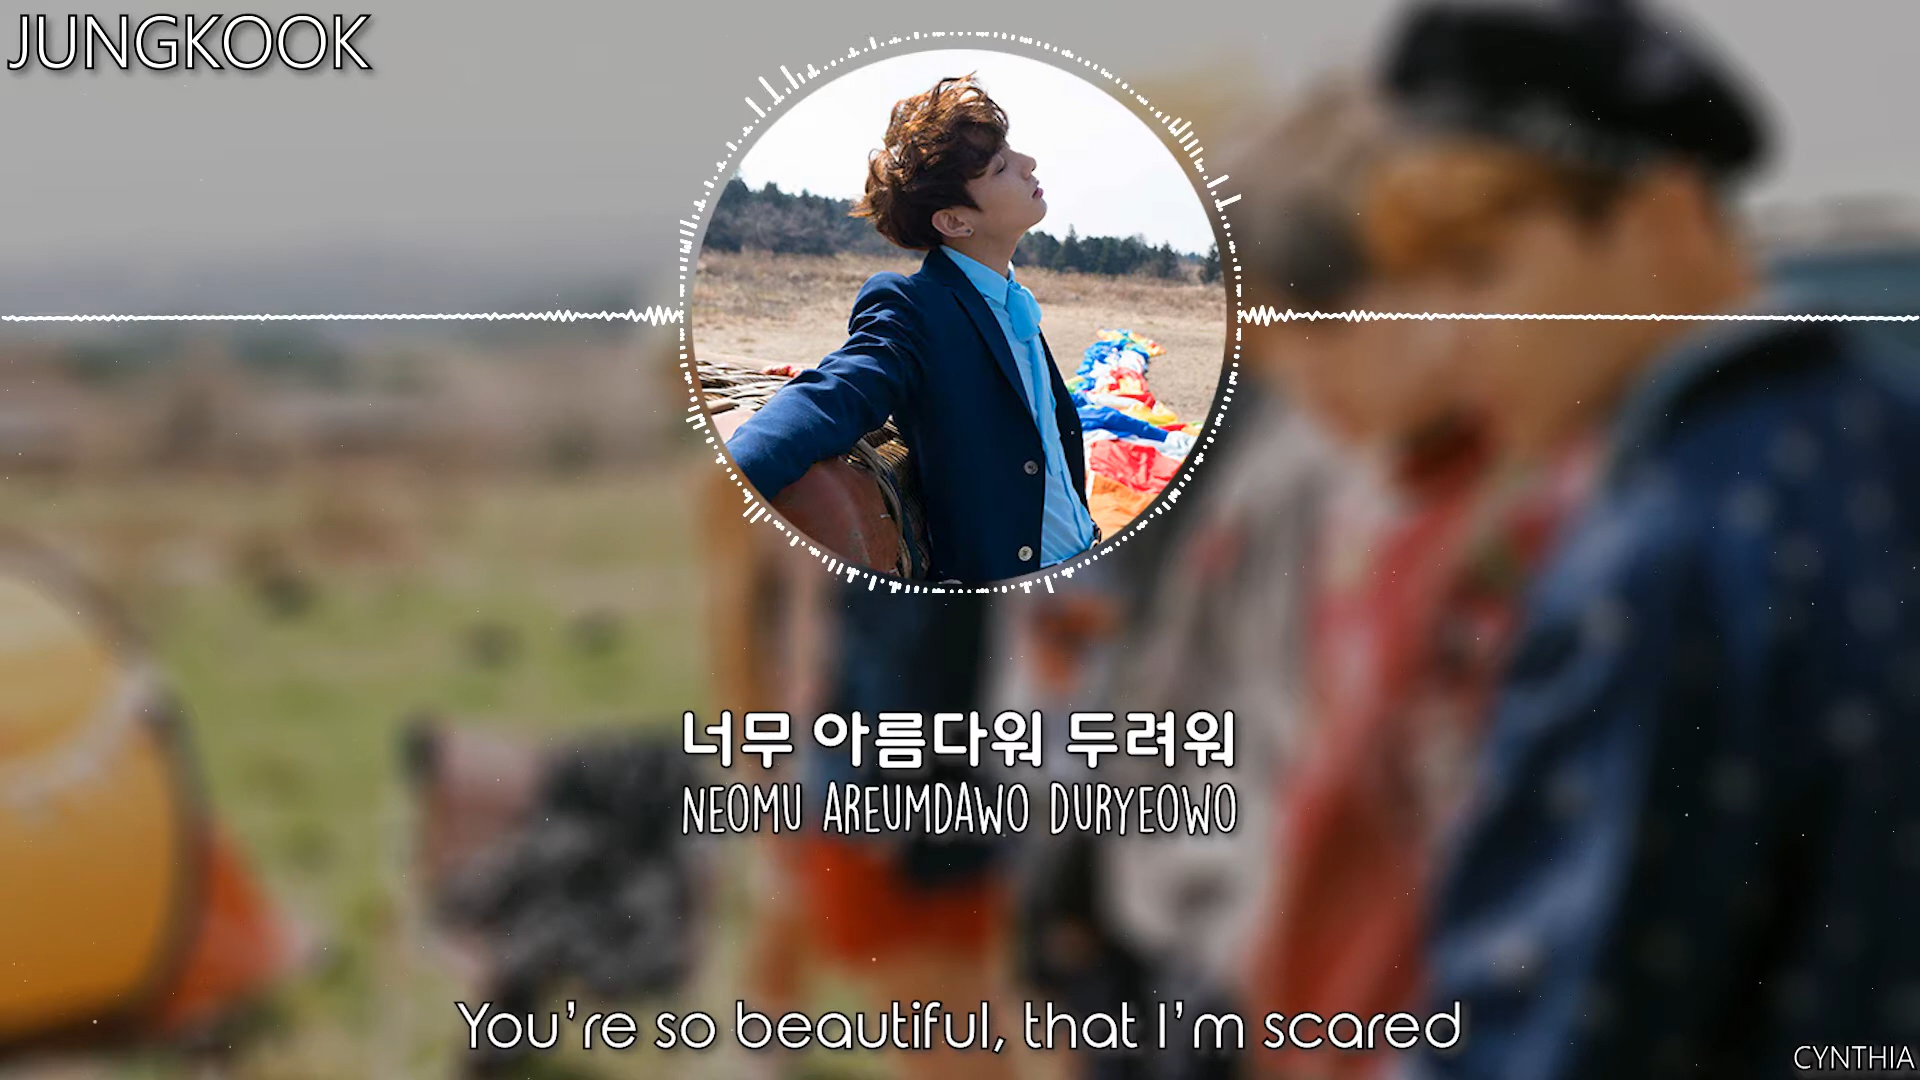 JUNGKOOK
너무 아름다워 두려워
NEOMU AREUMDAWO DURYEOWO
You're so beautiful, that I'm scared
CYNTHIA